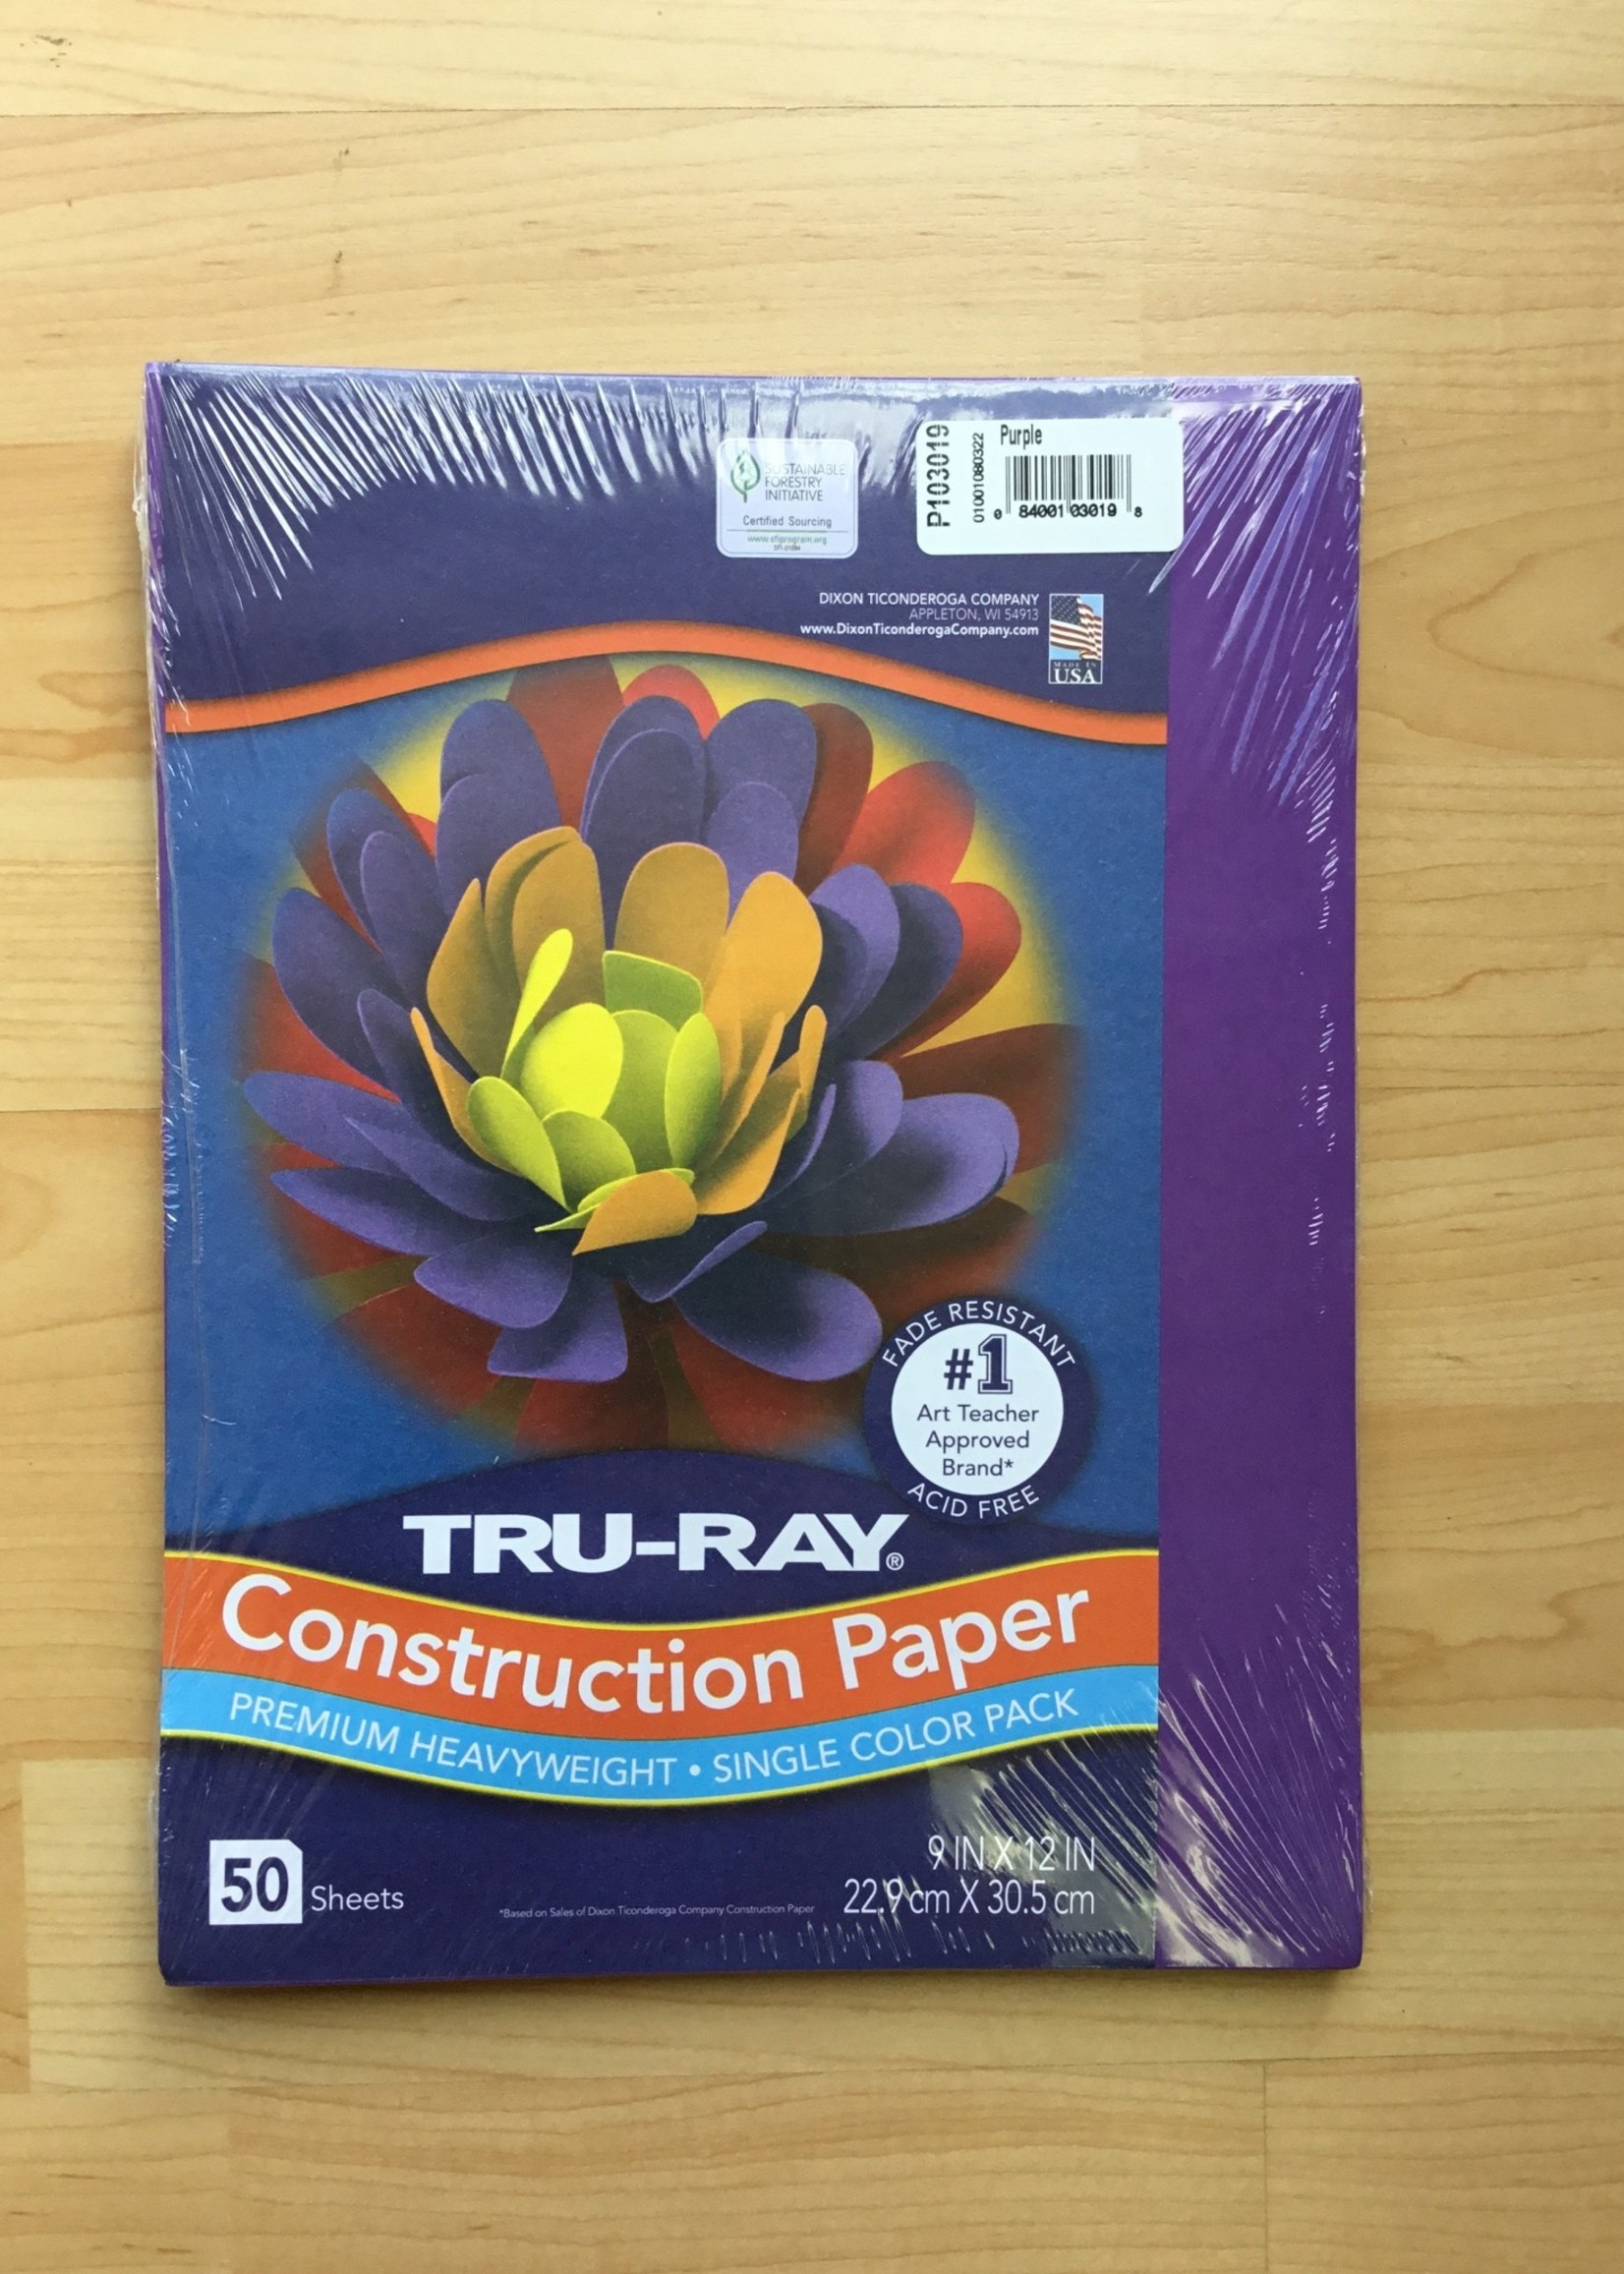 SUSTAINABLE
FORESTRY
INITIATIVE
Certified Sourcing
www.sfiprogram.org
P103019
01001080322
Purple
0 84001 03019 8
DIXON TICONDEROGA COMPANY
APPLETON, WI 54913
www.DixonTiconderogaCompany.com
MADE IN
USA
FADE RESISTANT
#1
Art Teacher
Approved
Brand*
ACID FREE
TRU-RAY®
Construction Paper
PREMIUM HEAVYWEIGHT • SINGLE COLOR PACK
50 Sheets
*Based on Sales of Dixon Ticonderoga Company Construction Paper
9 IN X 12 IN
22.9 cm X 30.5 cm